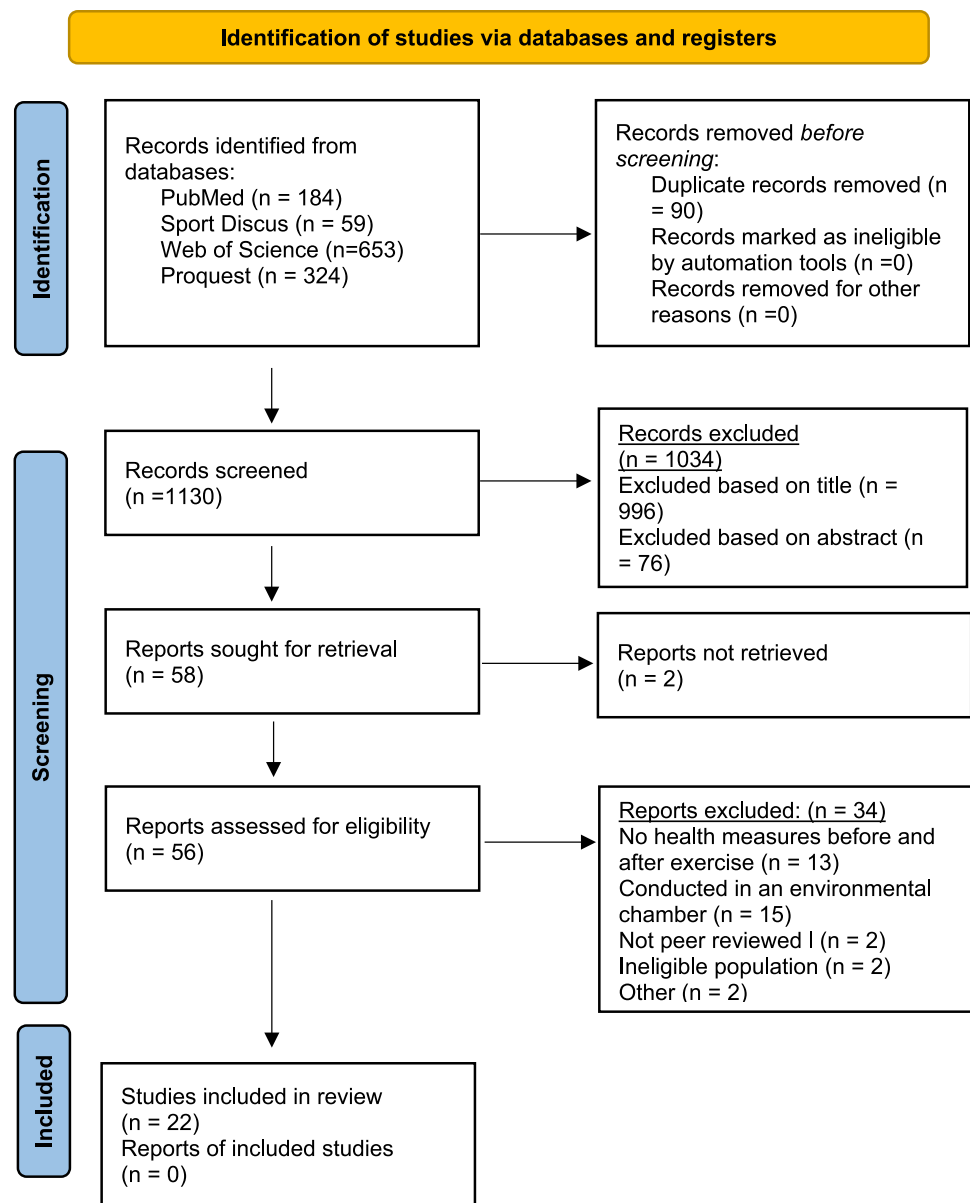 Identification of studies via databases and registers
Identification
Records identified from
databases:
PubMed (n = 184)
Sport Discus (n = 59)
Web of Science (n=653)
Proquest (n = 324)
Records removed before
screening:
Duplicate records removed (n
= 90)
Records marked as ineligible
by automation tools (n =0)
Records removed for other
reasons (n =0)
Screening
Records screened
(n =1130)
Records excluded
(n = 1034)
Excluded based on title (n =
996)
Excluded based on abstract (n
= 76)
Reports sought for retrieval
(n = 58)
Reports not retrieved
(n = 2)
Reports assessed for eligibility
(n = 56)
Reports excluded: (n = 34)
No health measures before and
after exercise (n = 13)
Conducted in an environmental
chamber (n = 15)
Not peer reviewed l (n = 2)
Ineligible population (n = 2)
Other (n = 2)
Included
Studies included in review
(n = 22)
Reports of included studies
(n = 0)